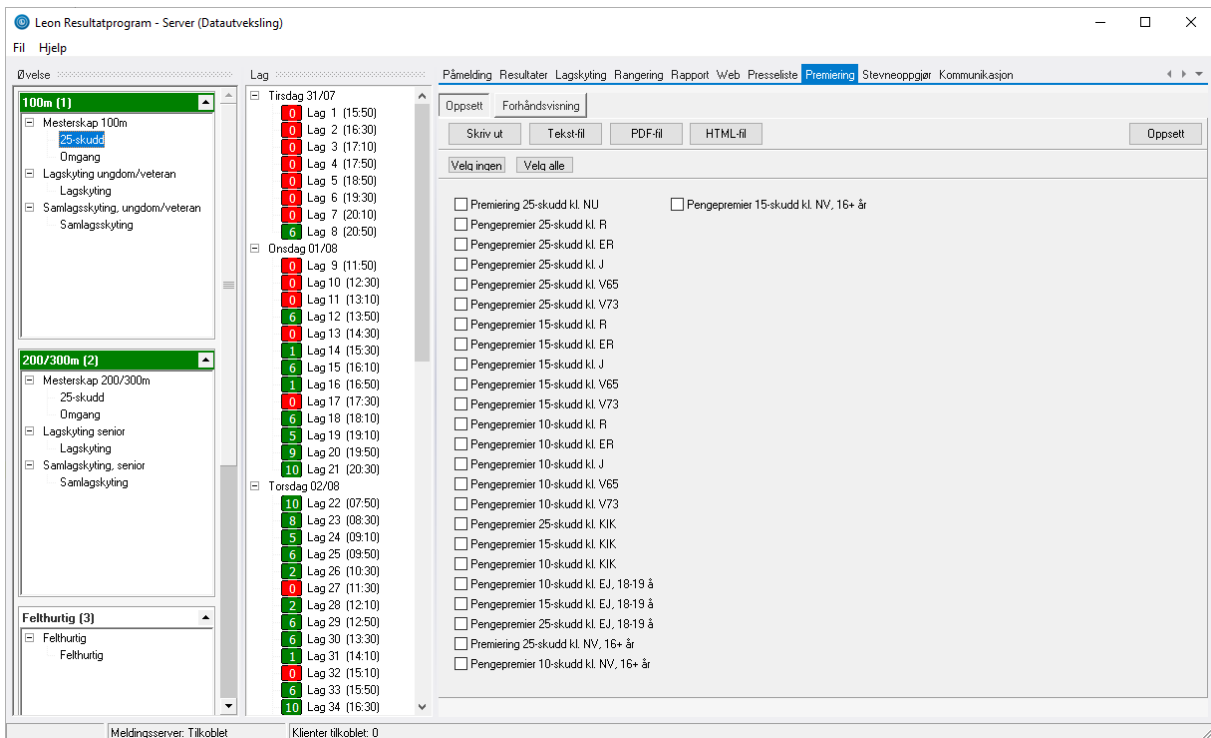 Leon Resultatprogram - Server (Datautveksling)
Fil Hjelp
Øvelse
100m (1)
Mesterskap 100m
25-skudd
Omgang
Lagskyting ungdom/veteran
Lagskyting
Samlagsskyting, ungdom/veteran
Samlagsskyting
200/300m (2)
Mesterskap 200/300m
25-skudd
Omgang
Lagskyting senior
Lagskyting
Samlagskyting, senior
Samlagskyting
Felthurtig (3)
Felthurtig
Felthurtig
Lag
Tirsdag 31/07
0 Lag 1 (15:50)
0 Lag 2 (16:30)
0 Lag 3 (17:10)
0 Lag 4 (17:50)
0 Lag 5 (18:50)
0 Lag 6 (19:30)
0 Lag 7 (20:10)
6 Lag 8 (20:50)
Onsdag 01/08
0 Lag 9 (11:50)
0 Lag 10 (12:30)
0 Lag 11 (13:10)
6 Lag 12 (13:50)
0 Lag 13 (14:30)
1 Lag 14 (15:30)
6 Lag 15 (16:10)
1 Lag 16 (16:50)
0 Lag 17 (17:30)
6 Lag 18 (18:10)
5 Lag 19 (19:10)
9 Lag 20 (19:50)
10 Lag 21 (20:30)
Torsdag 02/08
10 Lag 22 (07:50)
8 Lag 23 (08:30)
5 Lag 24 (09:10)
6 Lag 25 (09:50)
2 Lag 26 (10:30)
0 Lag 27 (11:30)
2 Lag 28 (12:10)
6 Lag 29 (12:50)
6 Lag 30 (13:30)
1 Lag 31 (14:10)
0 Lag 32 (15:10)
6 Lag 33 (15:50)
10 Lag 34 (16:30)
Påmelding Resultater Lagskyting Rangering Rapport Web Presseliste Premiering Stevneoppgjør Kommunikasjon
Oppsett Forhåndsvisning
Skriv ut Tekst-fil PDF-fil HTML-fil Oppsett
Velg ingen Velg alle
Premiering 25-skudd kl. NU
Pengepremier 25-skudd kl. R
Pengepremier 25-skudd kl. ER
Pengepremier 25-skudd kl. J
Pengepremier 25-skudd kl. V65
Pengepremier 25-skudd kl. V73
Pengepremier 15-skudd kl. R
Pengepremier 15-skudd kl. ER
Pengepremier 15-skudd kl. J
Pengepremier 15-skudd kl. V65
Pengepremier 15-skudd kl. V73
Pengepremier 10-skudd kl. R
Pengepremier 10-skudd kl. ER
Pengepremier 10-skudd kl. J
Pengepremier 10-skudd kl. V65
Pengepremier 10-skudd kl. V73
Pengepremier 25-skudd kl. KIK
Pengepremier 15-skudd kl. KIK
Pengepremier 10-skudd kl. KIK
Pengepremier 10-skudd kl. EJ, 18-19 å
Pengepremier 15-skudd kl. EJ, 18-19 å
Pengepremier 25-skudd kl. EJ, 18-19 å
Premiering 25-skudd kl. NV, 16+ år
Pengepremier 10-skudd kl. NV, 16+ år
Pengepremier 15-skudd kl. NV, 16+ år
Meldingsserver: Tilkoblet
Klienter tilkoblet: 0